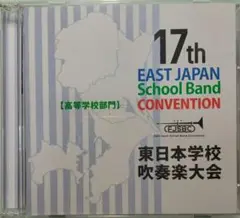 17th
EAST JAPAN
School Band
CONVENTION
【高等学校部門】
EJSBC
東日本学校
吹奏楽大会